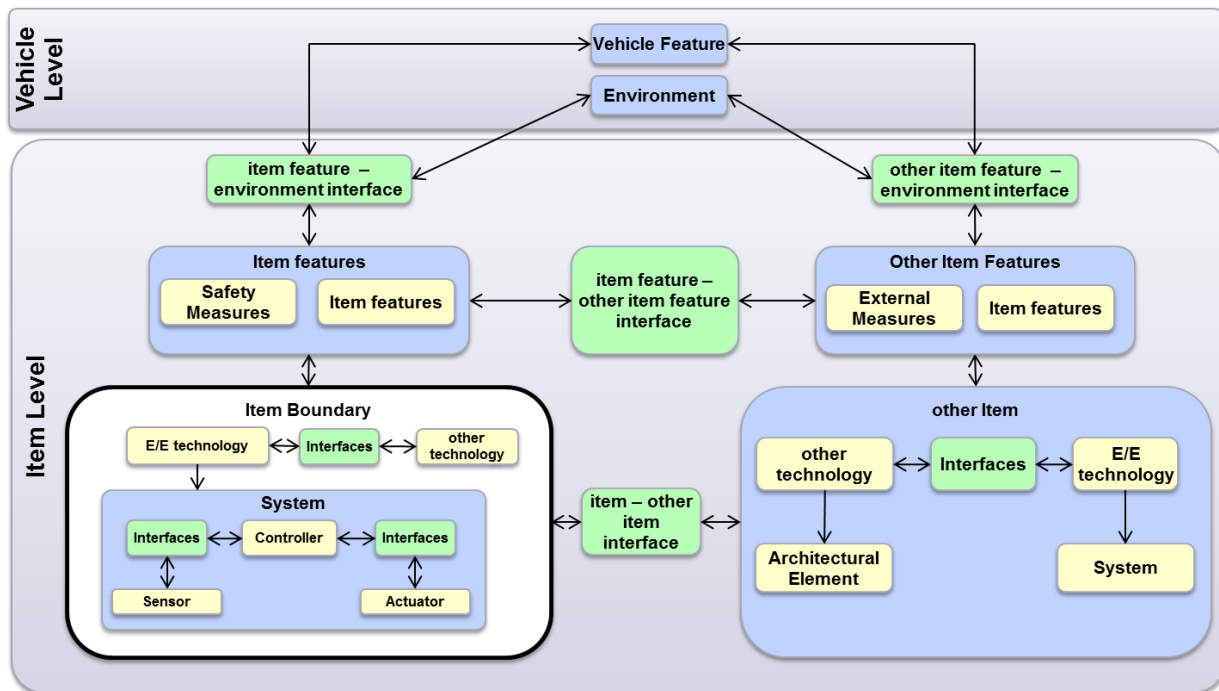 Vehicle
Level
Vehicle Feature
Environment
Item Level
item feature –
environment interface
other item feature –
environment interface
Item features
Safety
Measures
Item features
item feature –
other item feature
interface
Other Item Features
External
Measures
Item features
Item Boundary
E/E technology
Interfaces
other
technology
System
Interfaces
Controller
Interfaces
Sensor
Actuator
item – other
item
interface
other Item
other
technology
Interfaces
E/E
technology
Architectural
Element
System